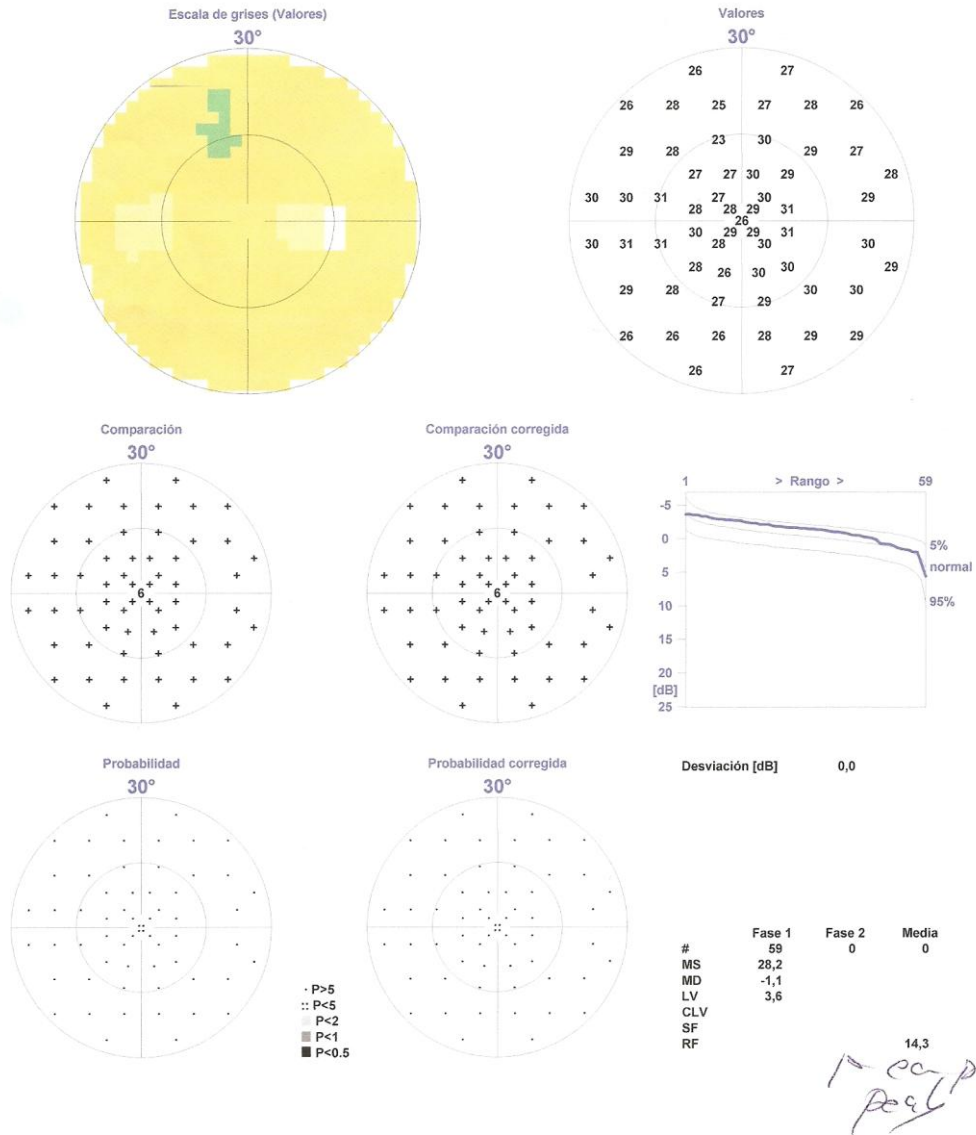 Escala de grises (Valores)
30°
Valores
30°
26 27
26 28 25 27 28 26
23 30
29 28 29 27
27 27 30 29 28
30 30 31 27 30 29
28 28 29 31
26
30 29 29 31
30 31 31 28 30 30
28 26 30 30 29
29 28 30 30
27 29
26 26 26 28 29 29
26 27
Comparación
30°
6
Comparación corregida
30°
6
1 > Rango > 59
-5
0
5
10
15
20
[dB]
25
5%
normal
95%
Probabilidad
30°
Probabilidad corregida
30°
Desviación [dB] 0,0
· P>5
:: P<5
P<2
P<1
P<0.5
Fase 1 Fase 2 Media
# 59 0 0
MS 28,2
MD -1,1
LV 3,6
CLV
SF
RF 14,3